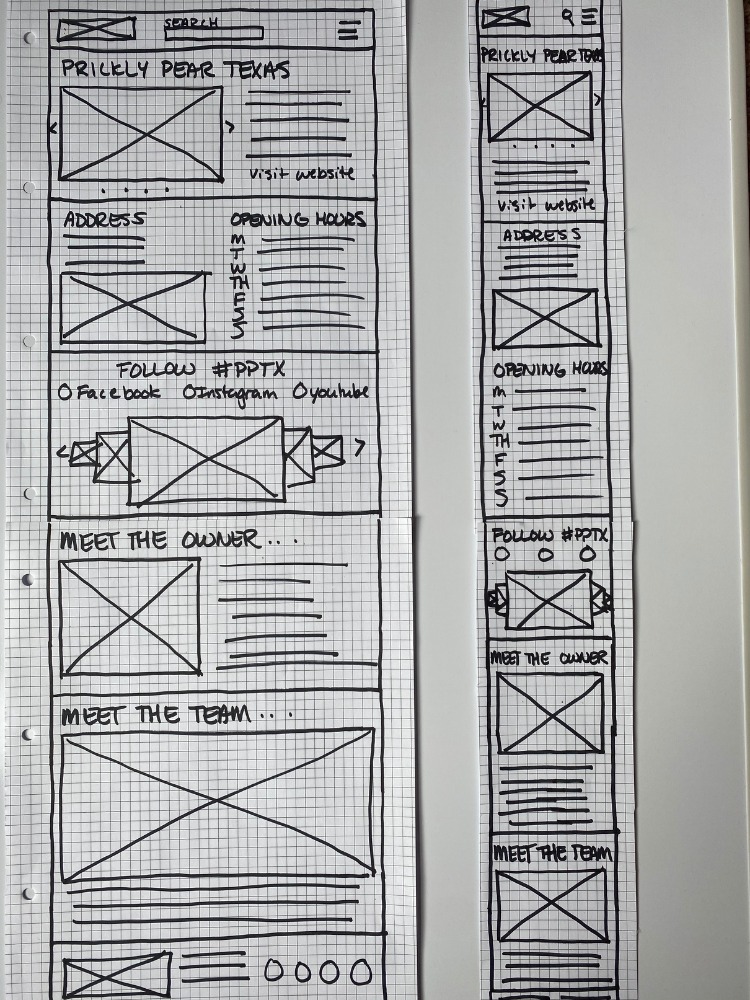 SEARCH
PRICKLY PEAR TEXAS
visit website
ADDRESS
OPENING HOURS
M
T
W
TH
F
S
S
FOLLOW #PPTX
Facebook Instagram youtube
MEET THE OWNER...
MEET THE TEAM...
PRICKLY PEAR TEXAS
visit website
ADDRESS
OPENING HOURS
M
T
W
TH
F
S
S
FOLLOW #PPTX
MEET THE OWNER
MEET THE TEAM